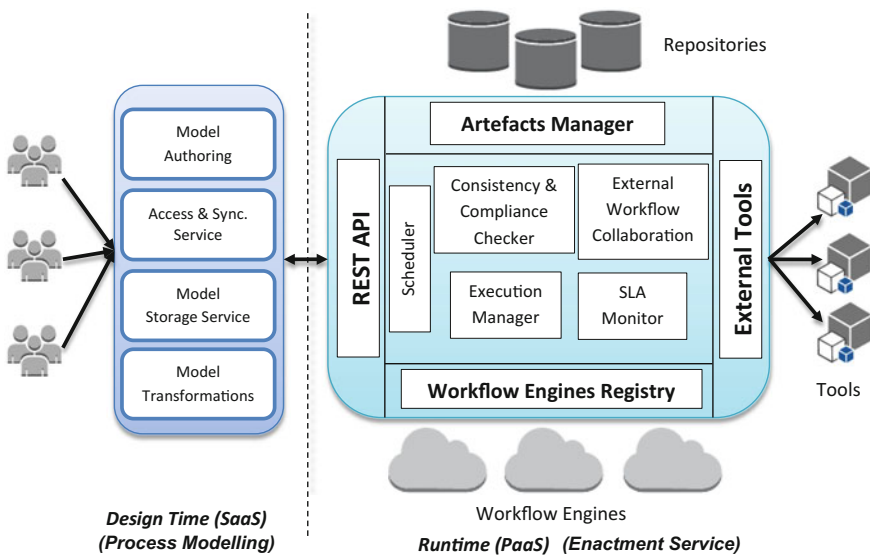 Repositories
Model
Authoring
Access & Sync.
Service
Model
Storage Service
Model
Transformations
Artefacts Manager
REST API
Scheduler
Consistency &
Compliance
Checker
External
Workflow
Collaboration
Execution
Manager
SLA
Monitor
External Tools
Workflow Engines Registry
Tools
Workflow Engines
Design Time (SaaS)
(Process Modelling)
Runtime (PaaS) (Enactment Service)